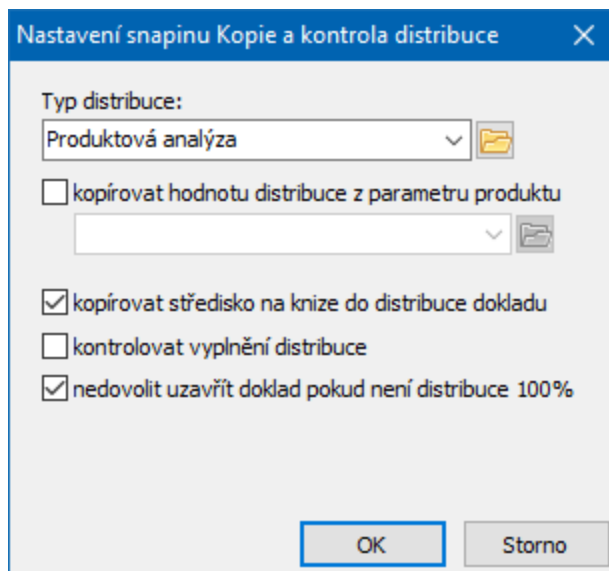 Nastavení snapinu Kopie a kontrola distribuce
Typ distribuce:
Produktová analýza
kopírovat hodnotu distribuce z parametru produktu
kopírovat středisko na knize do distribuce dokladu
kontrolovat vyplnění distribuce
nedovolit uzavřít doklad pokud není distribuce 100%
OK
Storno